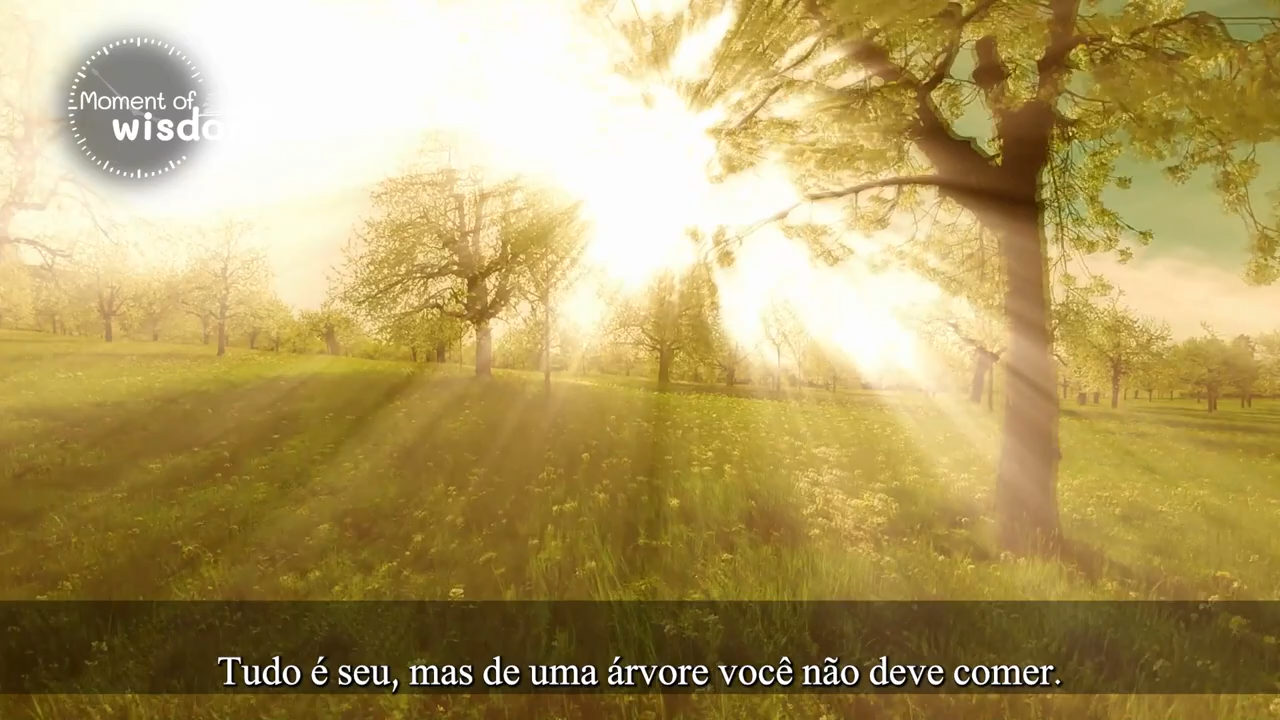 Moment of
wisdo
Tudo é seu, mas de uma árvore você não deve comer.